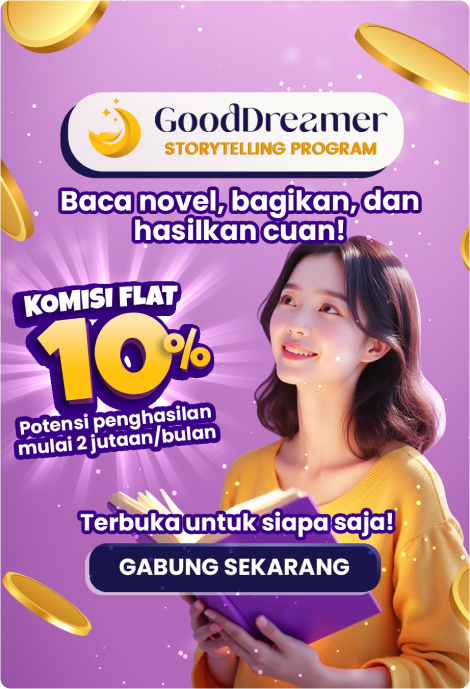 GoodDreamer
STORYTELLING PROGRAM
Baca novel, bagikan, dan
hasilkan cuan!
KOMISI FLAT
10%
Potensi penghasilan
mulai 2 jutaan/bulan
Terbuka untuk siapa saja!
GABUNG SEKARANG